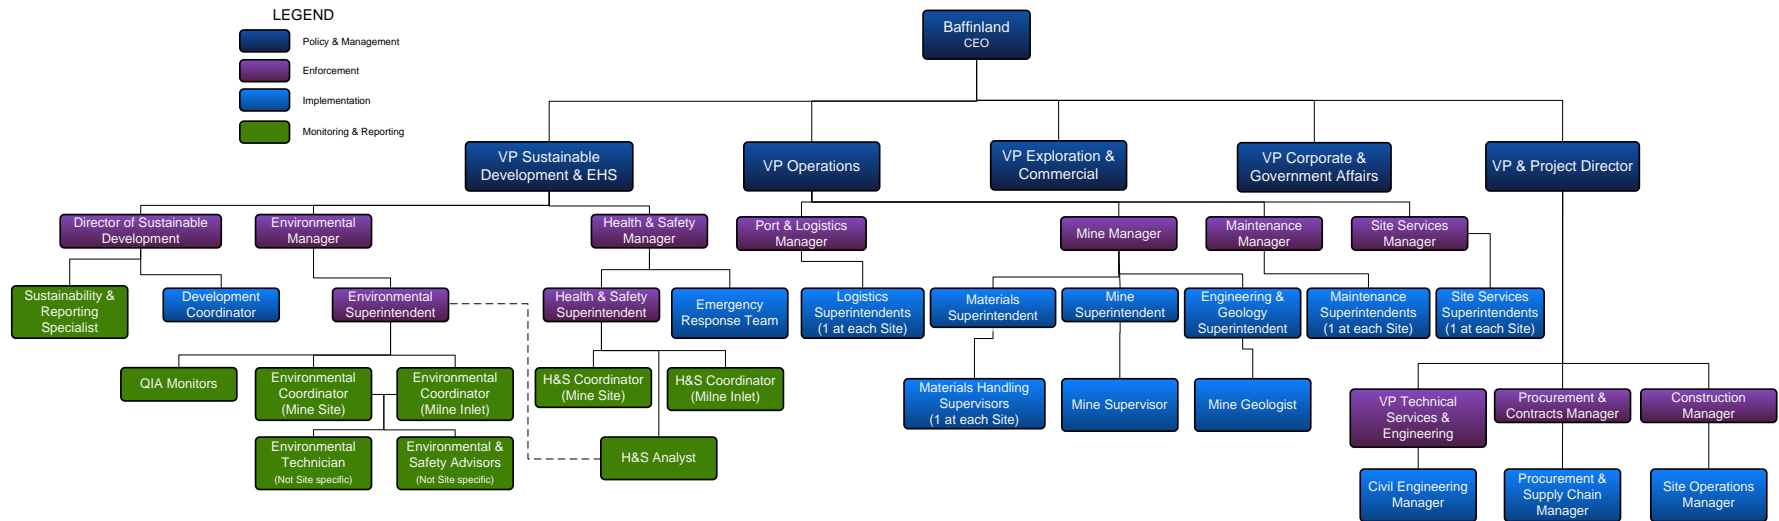 LEGEND
Policy & Management
Enforcement
Implementation
Monitoring & Reporting
Baffinland
CEO
VP Sustainable
Development & EHS
VP Operations
VP Exploration &
Commercial
VP Corporate &
Government Affairs
VP & Project Director
Director of Sustainable
Development
Environmental
Manager
Health & Safety
Manager
Port & Logistics
Manager
Mine Manager
Maintenance
Manager
Site Services
Manager
Sustainability &
Reporting
Specialist
Development
Coordinator
Environmental
Superintendent
Health & Safety
Superintendent
Emergency
Response Team
Logistics
Superintendents
(1 at each Site)
Materials
Superintendent
Mine
Superintendent
Engineering &
Geology
Superintendent
Maintenance
Superintendents
(1 at each Site)
Site Services
Superintendents
(1 at each Site)
QIA Monitors
Environmental
Coordinator
(Mine Site)
Environmental
Coordinator
(Milne Inlet)
H&S Coordinator
(Mine Site)
H&S Coordinator
(Milne Inlet)
Materials Handling
Supervisors
(1 at each Site)
Mine Supervisor
Mine Geologist
VP Technical
Services &
Engineering
Procurement &
Contracts Manager
Construction
Manager
Environmental
Technician
(Not Site specific)
Environmental &
Safety Advisors
(Not Site specific)
H&S Analyst
Civil Engineering
Manager
Procurement &
Supply Chain
Manager
Site Operations
Manager